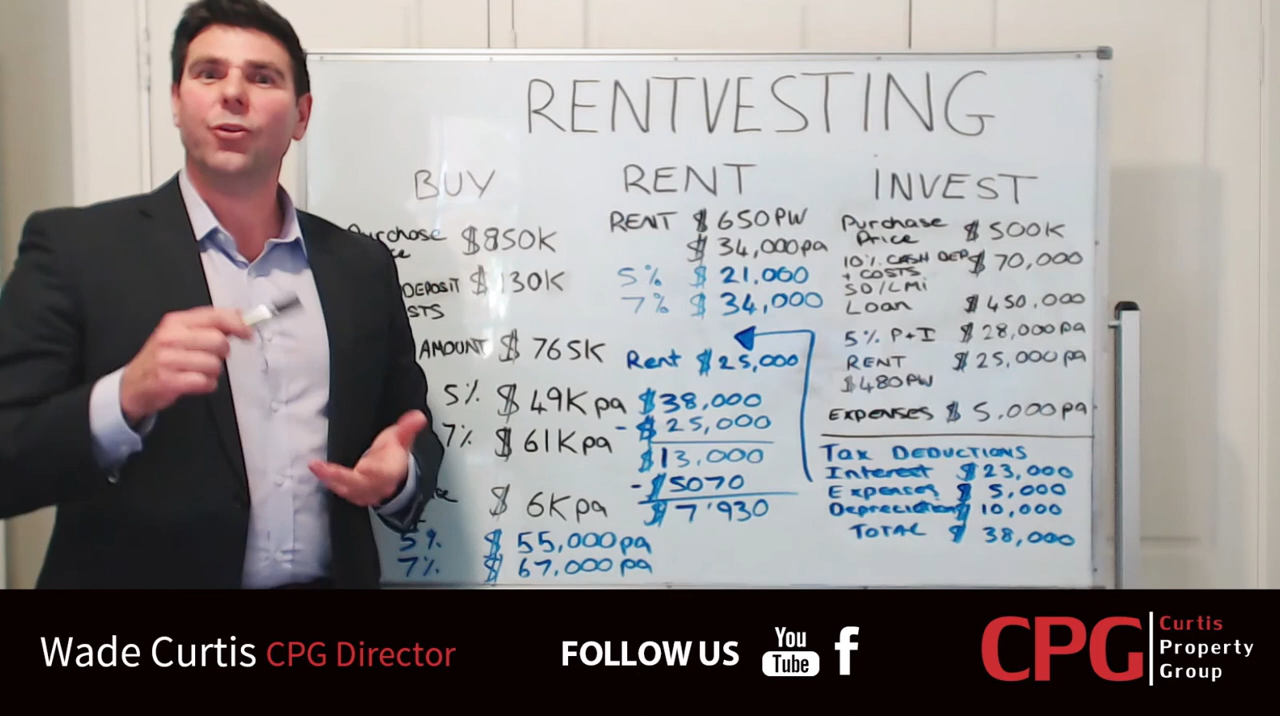 RENTVESTING
BUY
Purchase $850K
DEPOSIT $130K
AMOUNT $765K
5% $49Kpa
7% $61Kpa
$6Kpa
5% $55,000pa
7% $67,000pa
RENT
RENT $650PW
$34,000pa
5% $21,000
7% $34,000
Rent $25,000
$38,000
- $25,000
$13,000
- $5070
$7'930
INVEST
Purchase Price $500K
10% CASH DEP $70,000
+ COSTS
SD/LMI
Loan $450.000
5% P+I $28,000pa
RENT $25,000pa
$480PW
EXPENSES $5.000pa
Tax DEDUCTIONS
Interest $23,000
Expenses $5,000
Depreciation 10,000
TOTAL $38,000
Wade Curtis CPG Director
FOLLOW US
You
Tube
f
CPG
Curtis
Property
Group